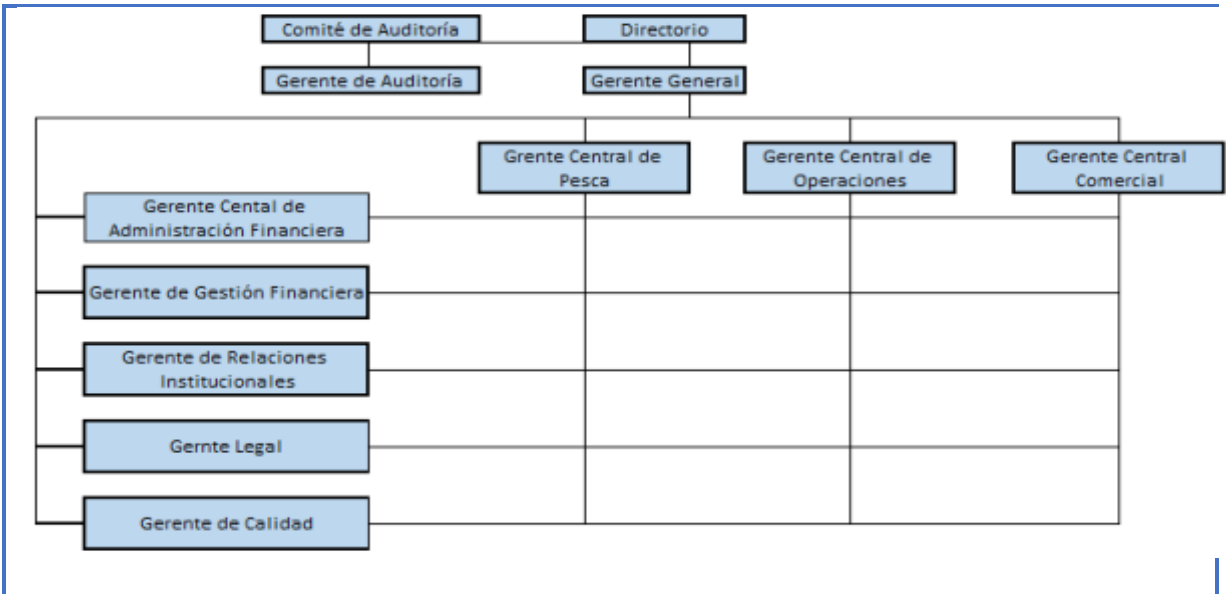 Comité de Auditoría
Directorio
Gerente de Auditoría
Gerente General
Grente Central de
Pesca
Gerente Central de
Operaciones
Gerente Central
Comercial
Gerente Cental de
Administración Financiera
Gerente de Gestión Financiera
Gerente de Relaciones
Institucionales
Gernte Legal
Gerente de Calidad